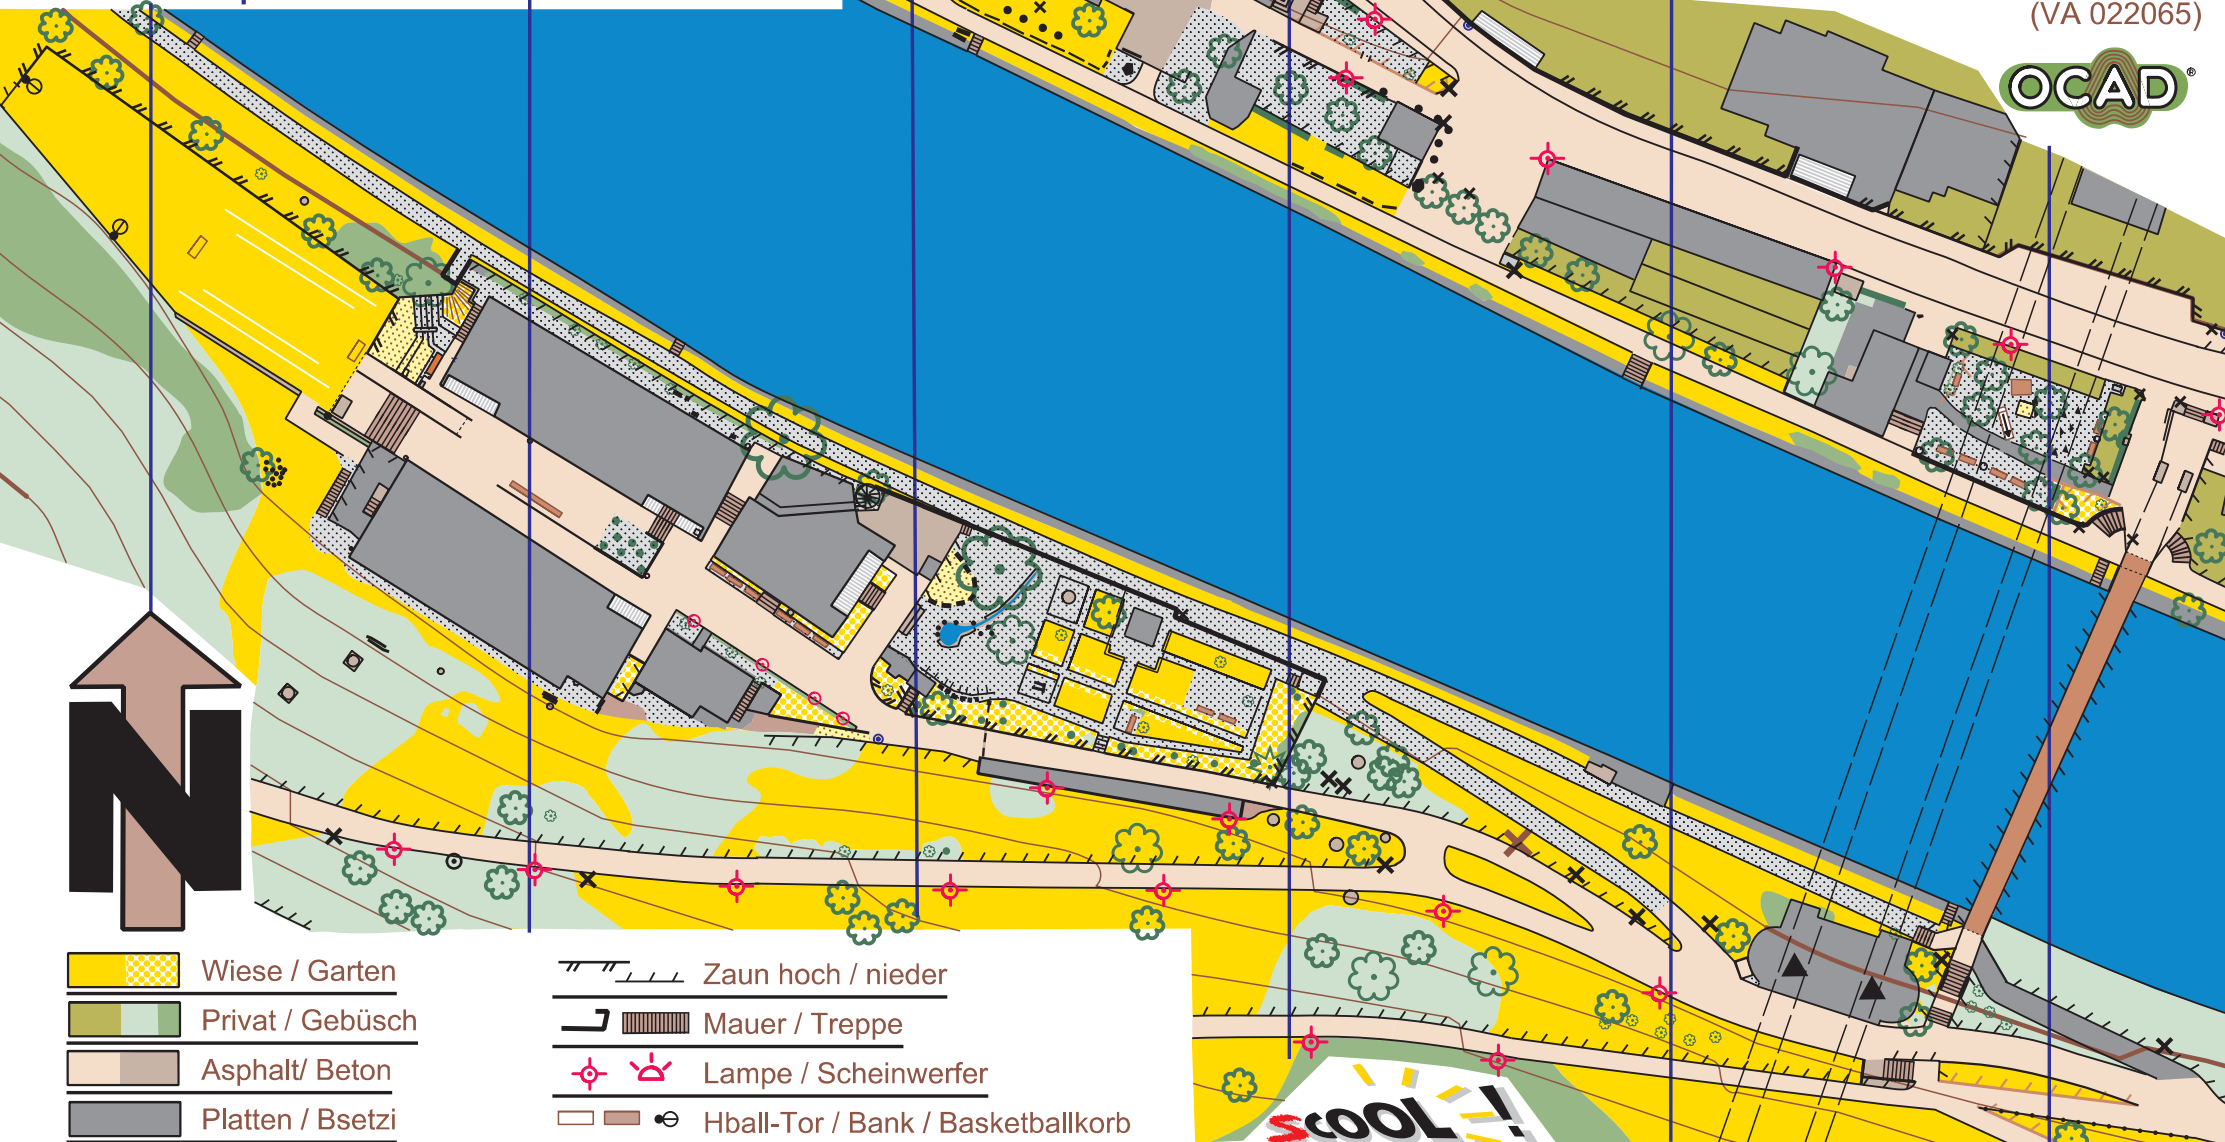 (VA 022065)
OCAD®
N
Wiese / Garten
Privat / Gebüsch
Asphalt/ Beton
Platten / Bsetzi
Zaun hoch / nieder
Mauer / Treppe
Lampe / Scheinwerfer
Hball-Tor / Bank / Basketballkorb
sCOOL !